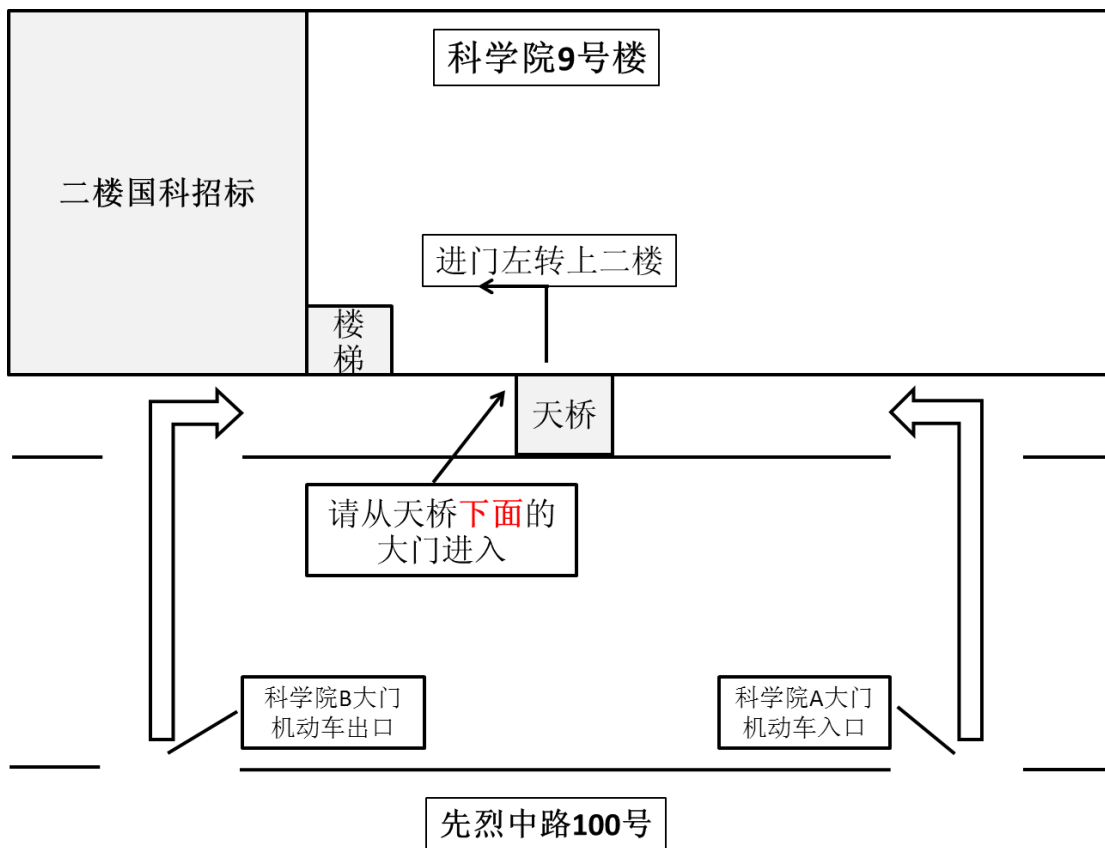 科学院9号楼
二楼国科招标
进门左转上二楼
楼
梯
天桥
请从天桥下面的
大门进入
科学院B大门
机动车出口
科学院A大门
机动车入口
先烈中路100号